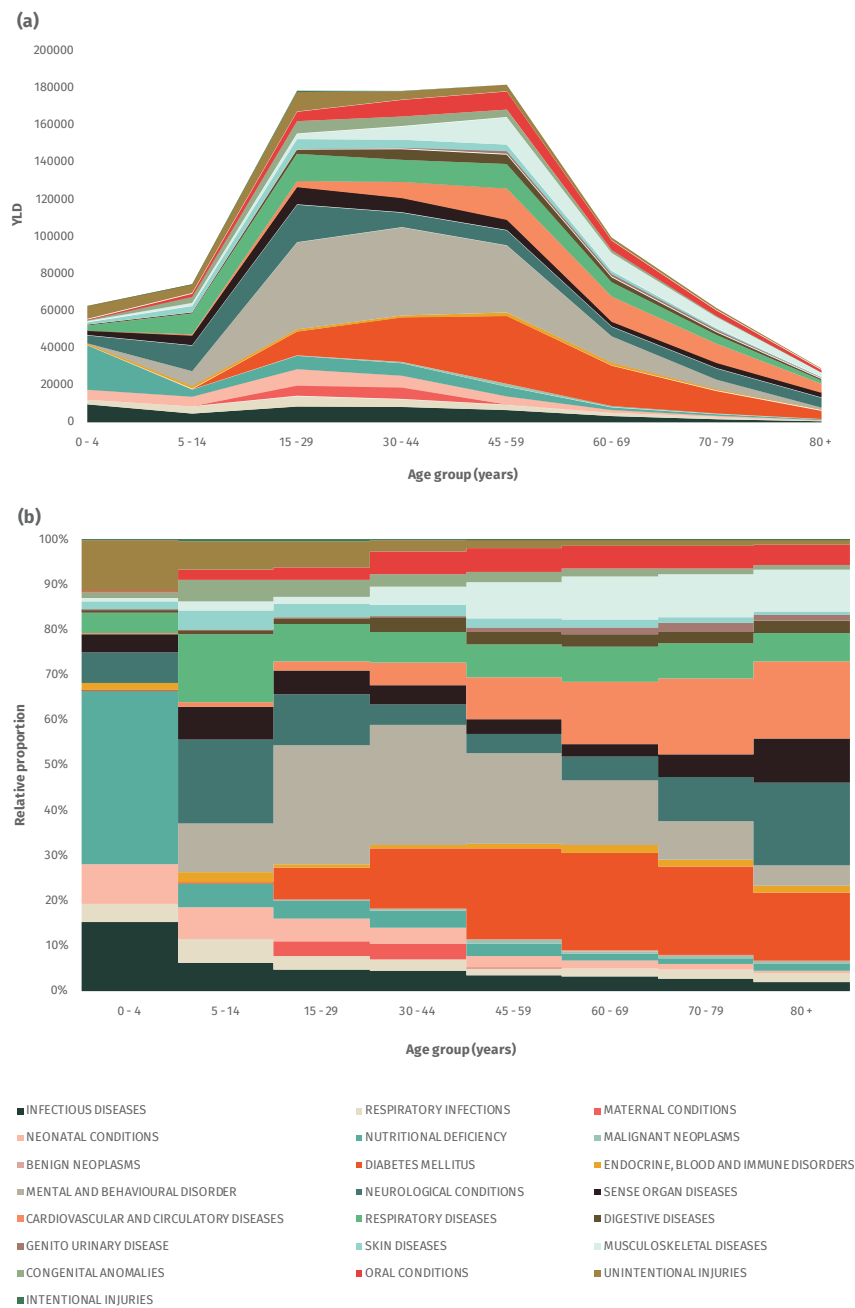 (a)
200000
180000
160000
140000
120000
100000
80000
60000
40000
20000
0
YLD
0 - 4 5 - 14 15 - 29 30 - 44 45 - 59 60 - 69 70 - 79 80 +
Age group (years)
(b)
100%
90%
80%
70%
60%
50%
40%
30%
20%
10%
0%
Relative proportion
0 - 4 5 - 14 15 - 29 30 - 44 45 - 59 60 - 69 70 - 79 80 +
Age group (years)
INFECTIOUS DISEASES RESPIRATORY INFECTIONS MATERNAL CONDITIONS
NEONATAL CONDITIONS NUTRITIONAL DEFICIENCY MALIGNANT NEOPLASMS
BENIGN NEOPLASMS DIABETES MELLITUS ENDOCRINE, BLOOD AND IMMUNE DISORDERS
MENTAL AND BEHAVIOURAL DISORDER NEUROLOGICAL CONDITIONS SENSE ORGAN DISEASES
CARDIOVASCULAR AND CIRCULATORY DISEASES RESPIRATORY DISEASES DIGESTIVE DISEASES
GENITO URINARY DISEASE SKIN DISEASES MUSCULOSKELETAL DISEASES
CONGENITAL ANOMALIES ORAL CONDITIONS UNINTENTIONAL INJURIES
INTENTIONAL INJURIES